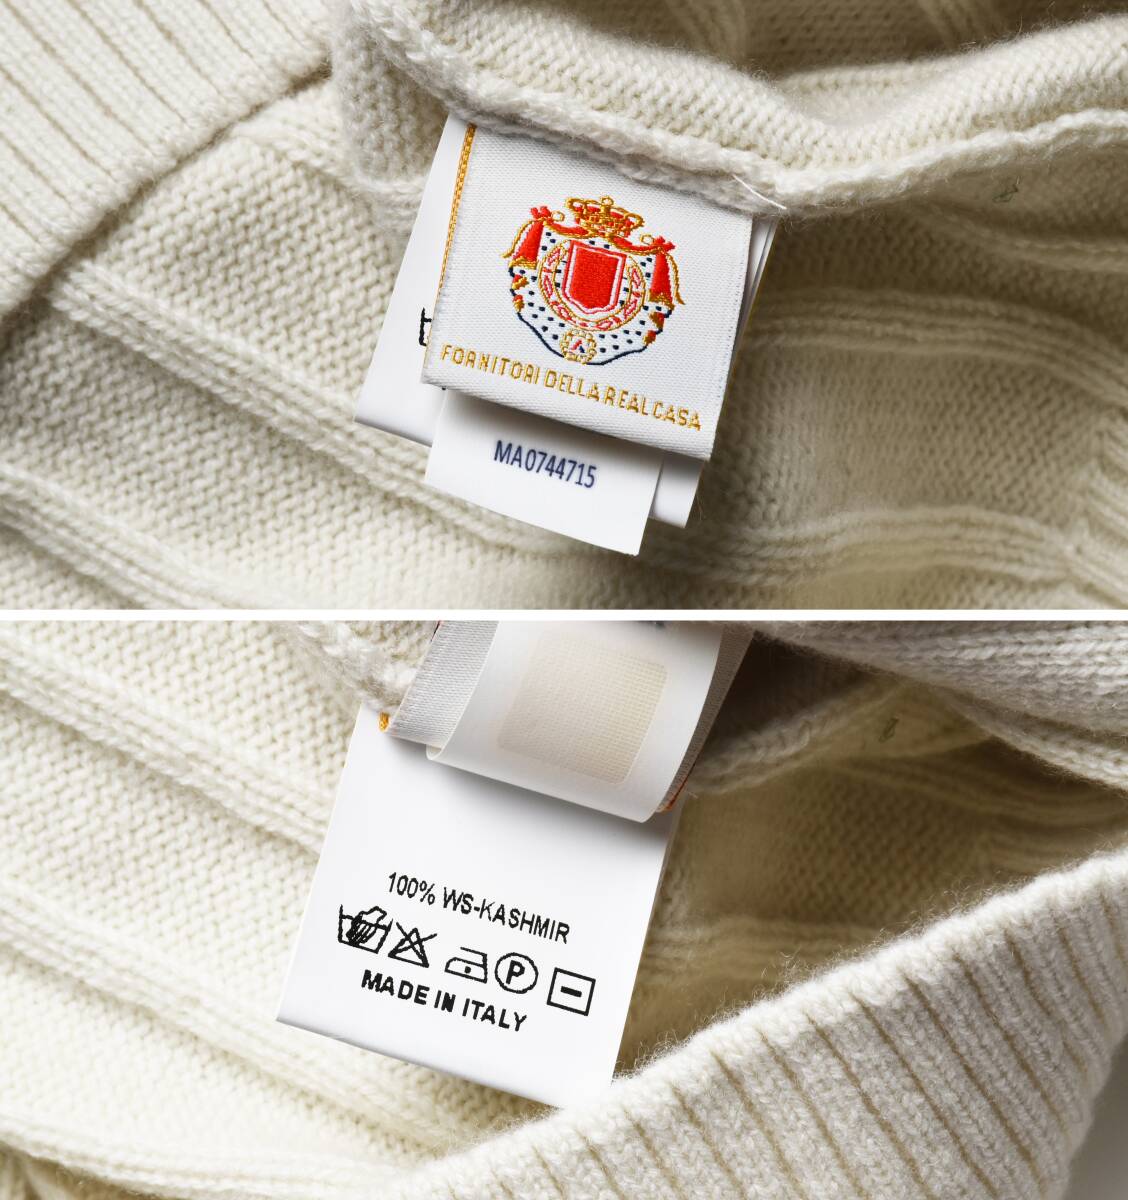 FORNITORI DELLA REAL CASA
MA0744715
100% WS-KASHMIR
P
MADE IN ITALY